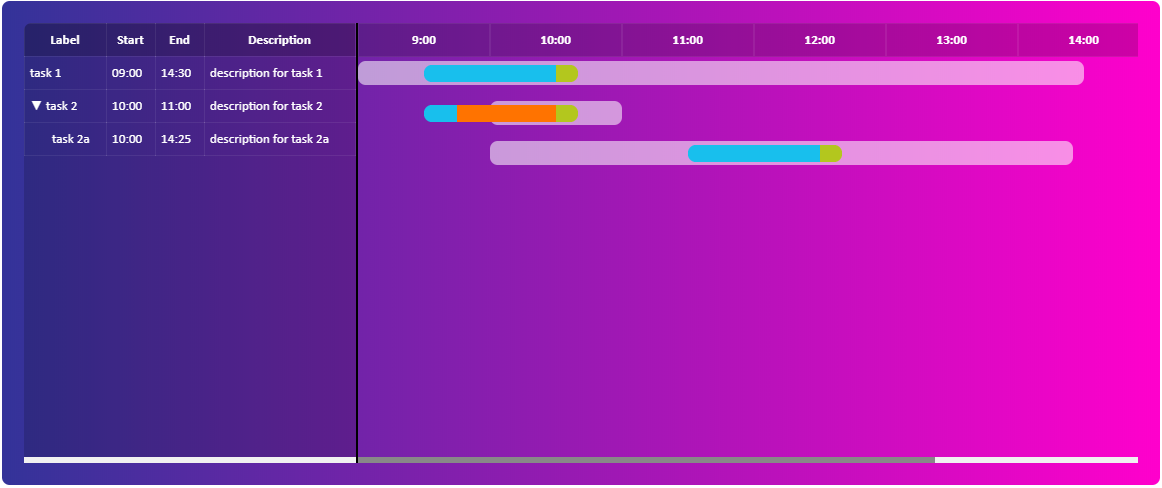 Label Start End Description 9:00 10:00 11:00 12:00 13:00 14:00
task 1 09:00 14:30 description for task 1
▼ task 2 10:00 11:00 description for task 2
task 2a 10:00 14:25 description for task 2a